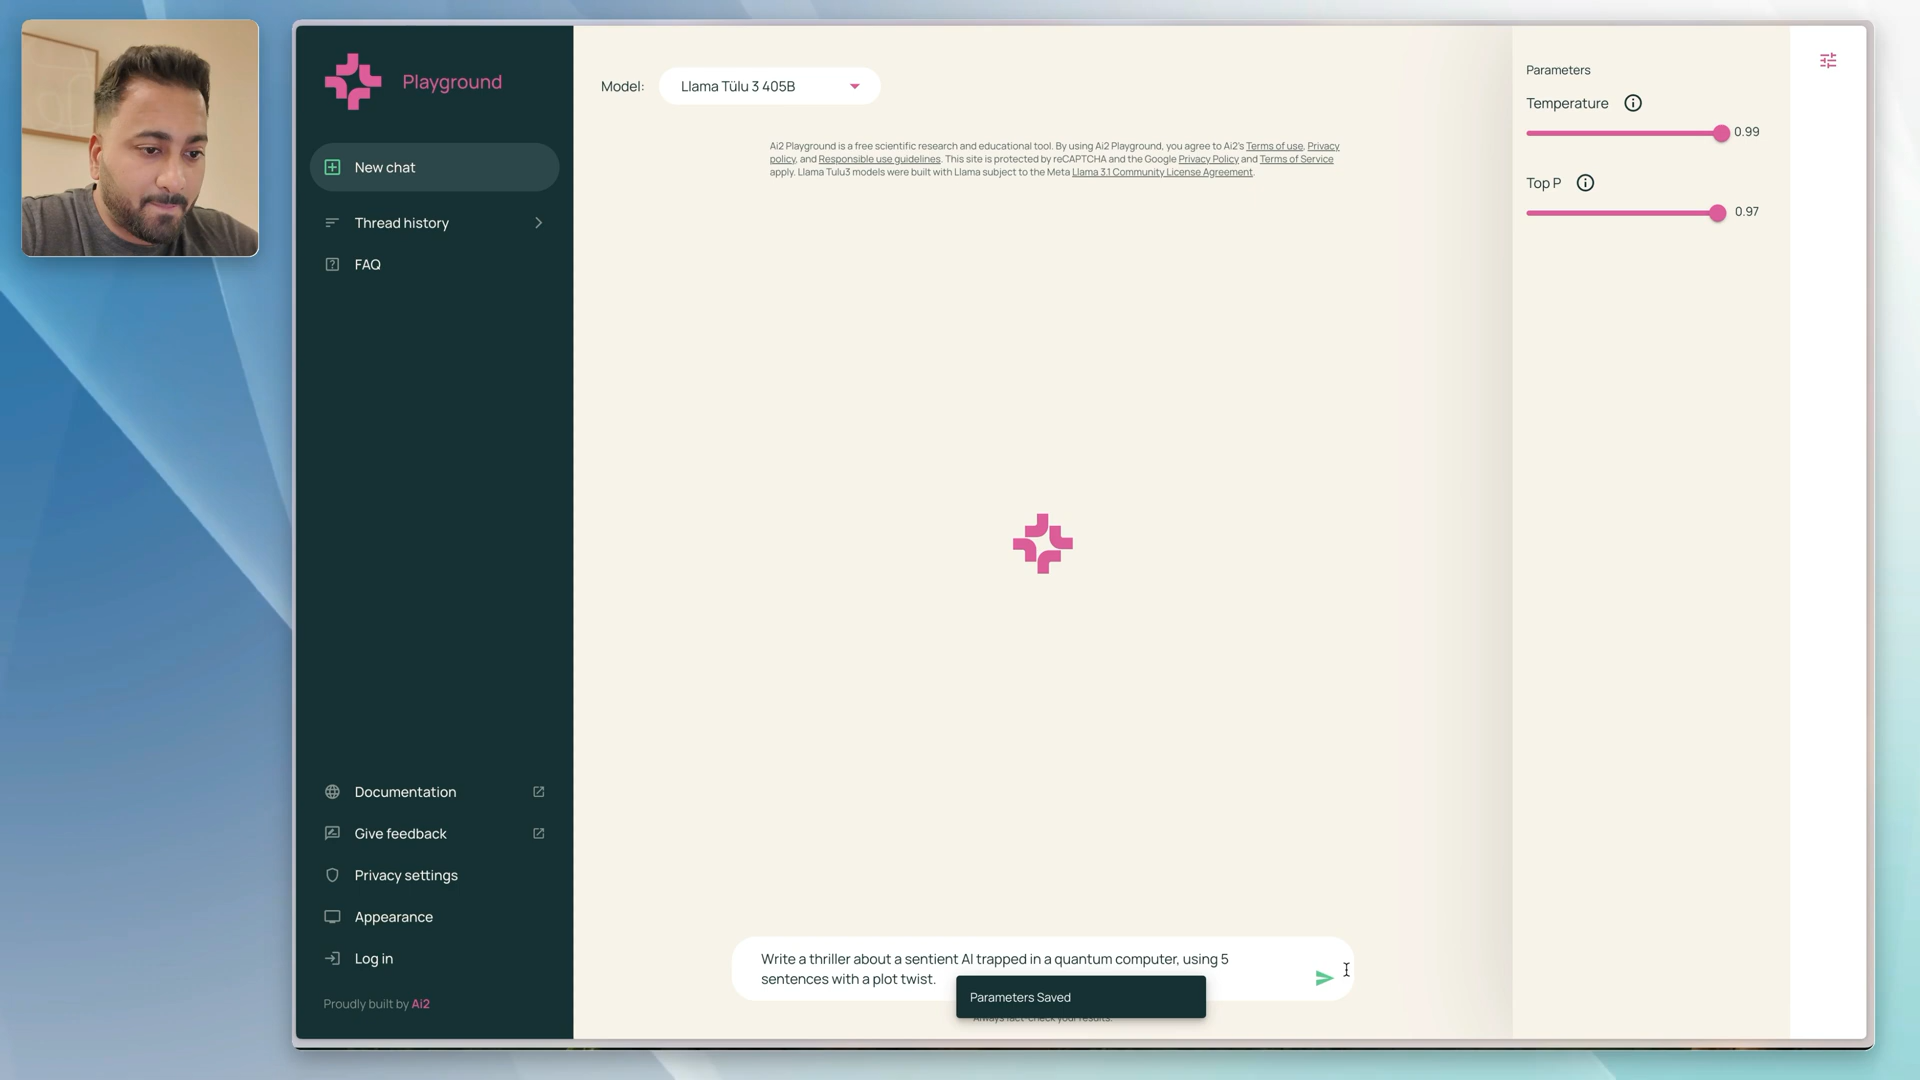 Playground
New chat
Thread history
FAQ
Documentation
Give feedback
Privacy settings
Appearance
Log in
Proudly built by Ai2
Model:
Llama Tülu 3 405B
Ai2 Playground is a free scientific research and educational tool. By using Ai2 Playground, you agree to Ai2's Terms of use, Privacy
policy, and Responsible use guidelines. This site is protected by reCAPTCHA and the Google Privacy Policy and Terms of Service
apply. Llama Tulu3 models were built with Llama subject to the Meta Llama 3.1 Community License Agreement.
Write a thriller about a sentient AI trapped in a quantum computer, using 5
sentences with a plot twist.
Parameters Saved
Always fact-check your results.
Parameters
Temperature
0.99
Top P
0.97